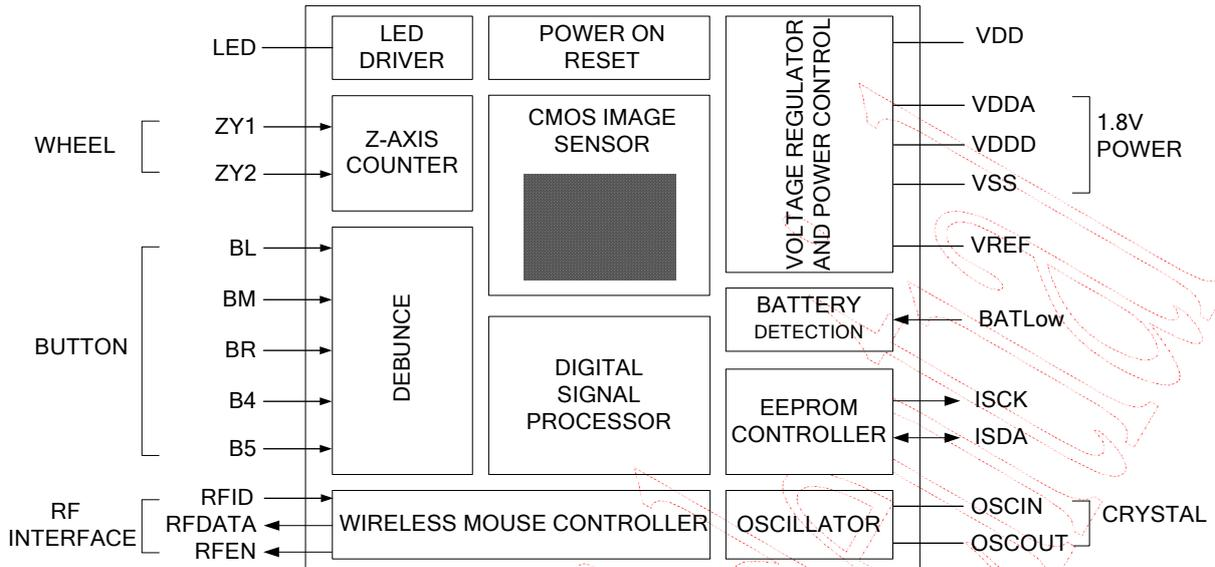 LED
WHEEL
ZY1
ZY2
BUTTON
BL
BM
BR
B4
B5
RF
INTERFACE
RFID
RFDATA
RFEN
LED
DRIVER
Z-AXIS
COUNTER
DEBUNCE
WIRELESS MOUSE CONTROLLER
POWER ON
RESET
CMOS IMAGE
SENSOR
DIGITAL
SIGNAL
PROCESSOR
VOLTAGE REGULATOR
AND POWER CONTROL
BATTERY
DETECTION
EEPROM
CONTROLLER
OSCILLATOR
VDD
VDDA
VDDD
VSS
1.8V
POWER
VREF
BATLow
ISCK
ISDA
OSCIN
OSCOUT
CRYSTAL